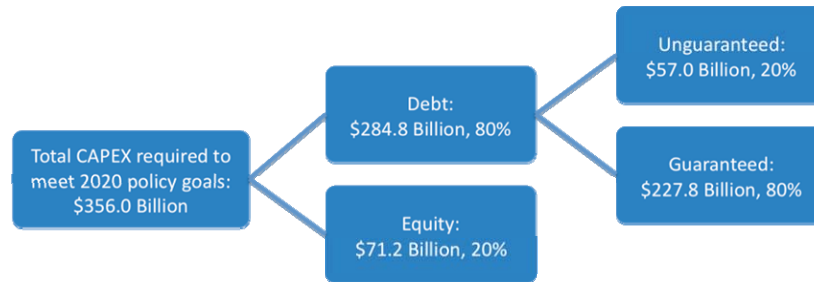 Total CAPEX required to
meet 2020 policy goals:
$356.0 Billion
Debt:
$284.8 Billion, 80%
Equity:
$71.2 Billion, 20%
Unguaranteed:
$57.0 Billion, 20%
Guaranteed:
$227.8 Billion, 80%